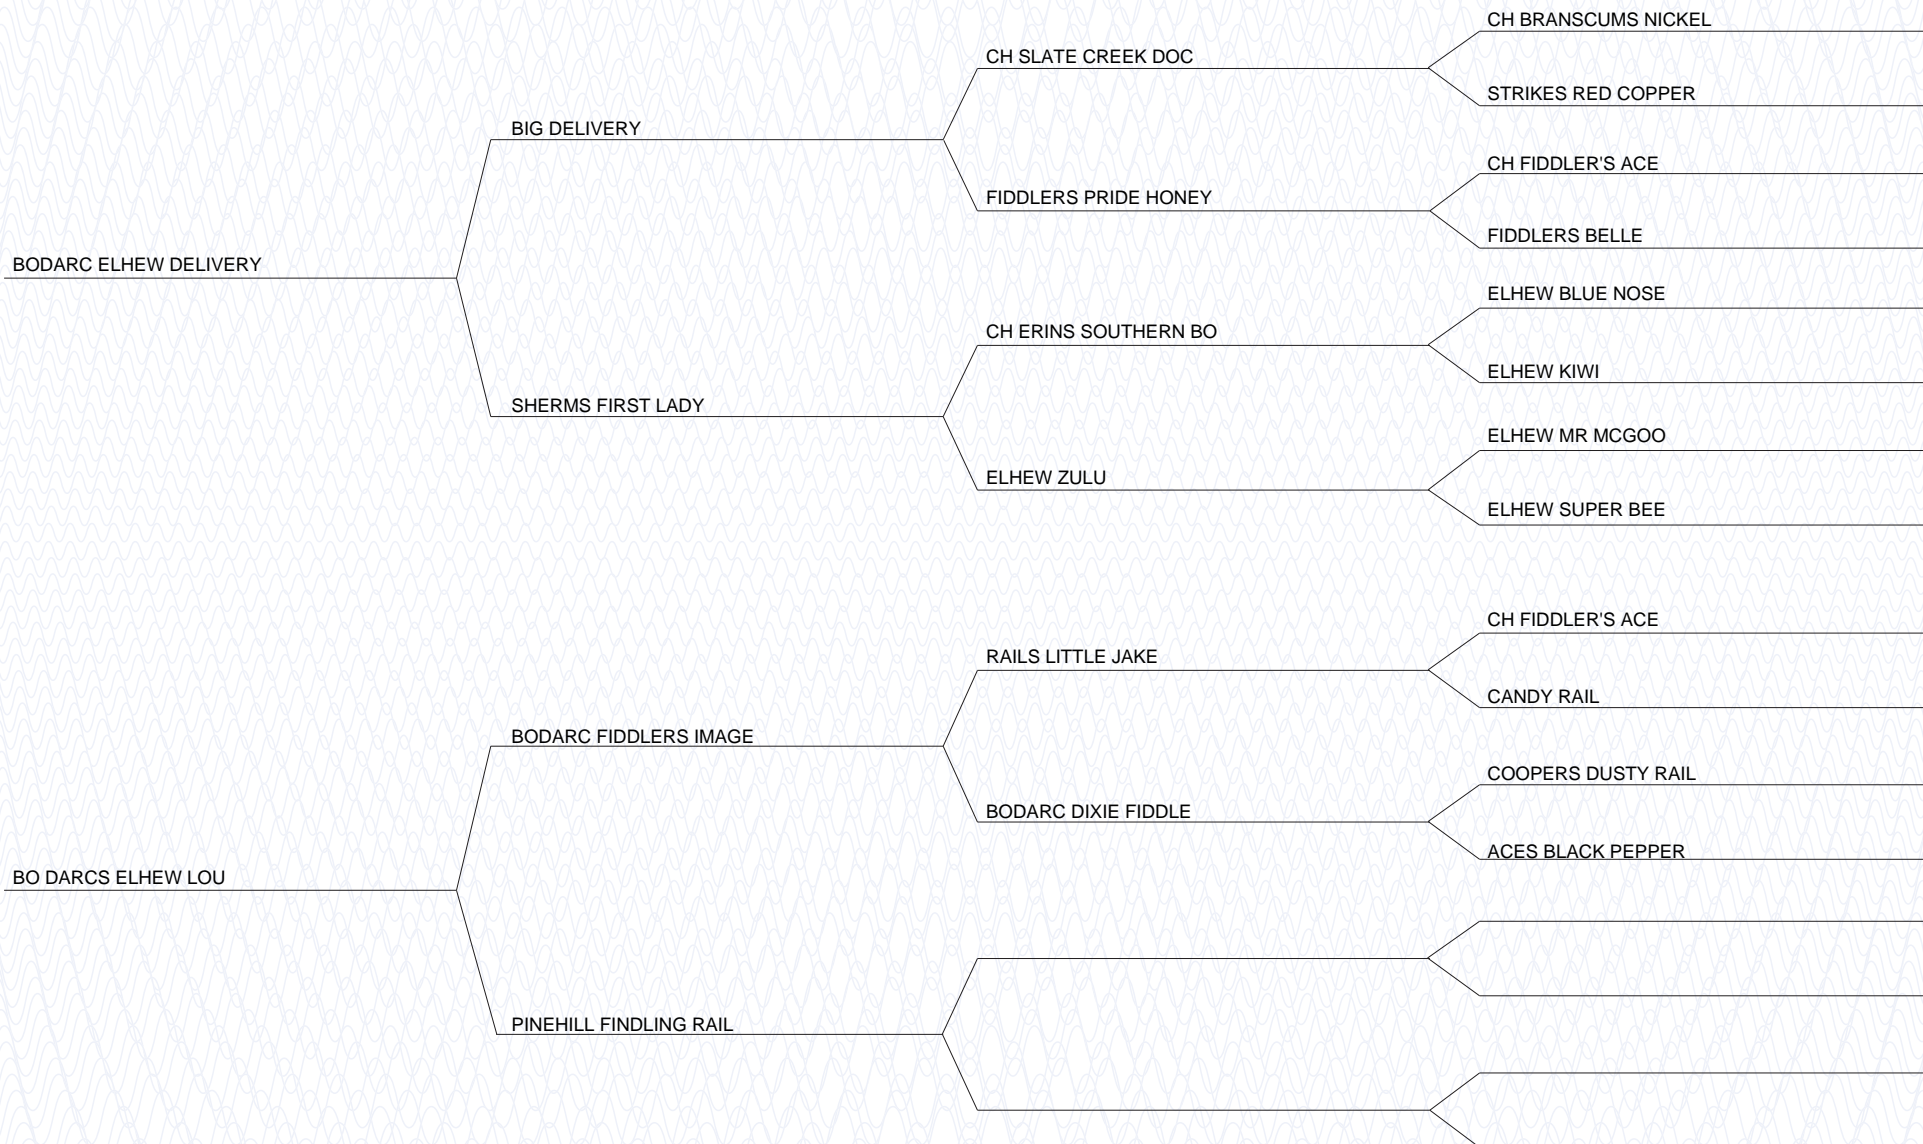 CH BRANSCUMS NICKEL
CH SLATE CREEK DOC
STRIKES RED COPPER
BIG DELIVERY
CH FIDDLER'S ACE
FIDDLERS PRIDE HONEY
FIDDLERS BELLE
BODARC ELHEW DELIVERY
ELHEW BLUE NOSE
CH ERINS SOUTHERN BO
ELHEW KIWI
SHERMS FIRST LADY
ELHEW MR MCGOO
ELHEW ZULU
ELHEW SUPER BEE
CH FIDDLER'S ACE
RAILS LITTLE JAKE
CANDY RAIL
BODARC FIDDLERS IMAGE
COOPERS DUSTY RAIL
BODARC DIXIE FIDDLE
ACES BLACK PEPPER
BO DARCS ELHEW LOU
PINEHILL FINDLING RAIL